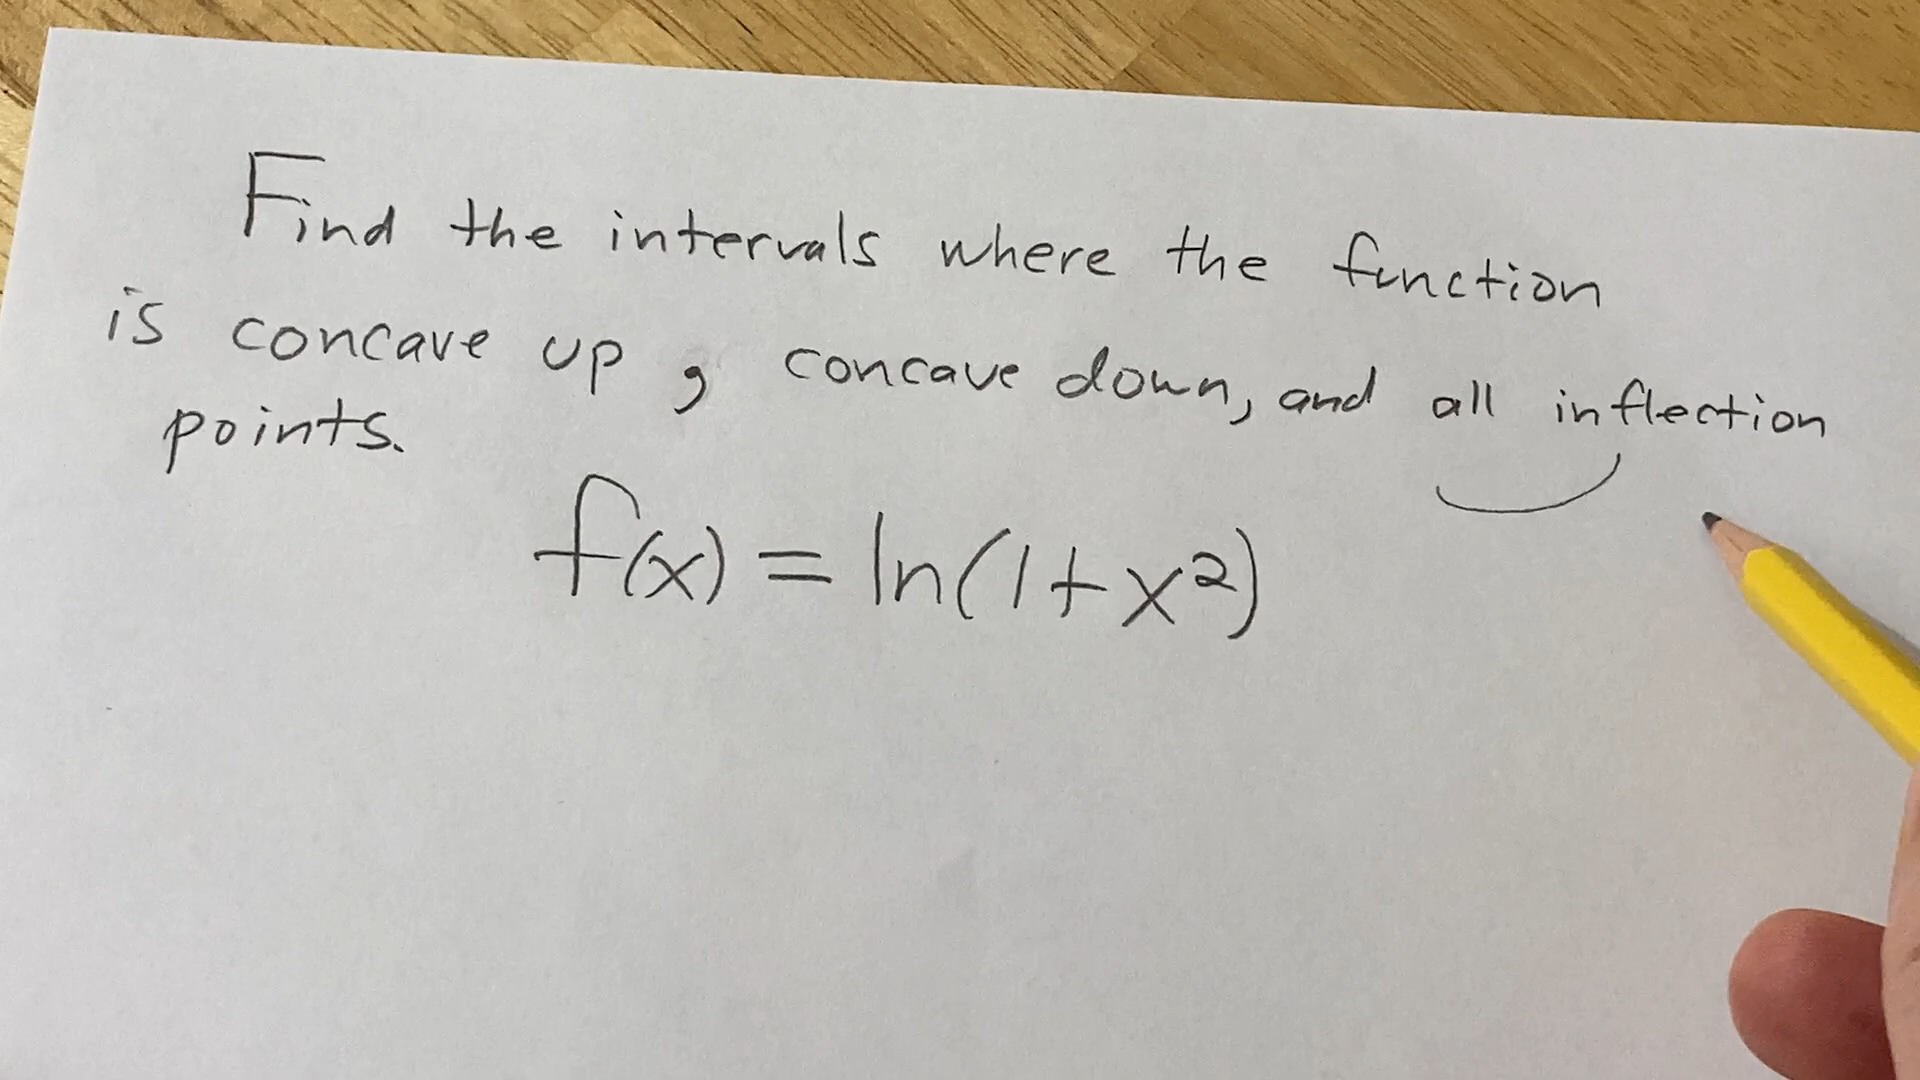 Find the intervals where the function
is concave up, concave down, and all inflection
points.
f(x) = ln(1+x²)